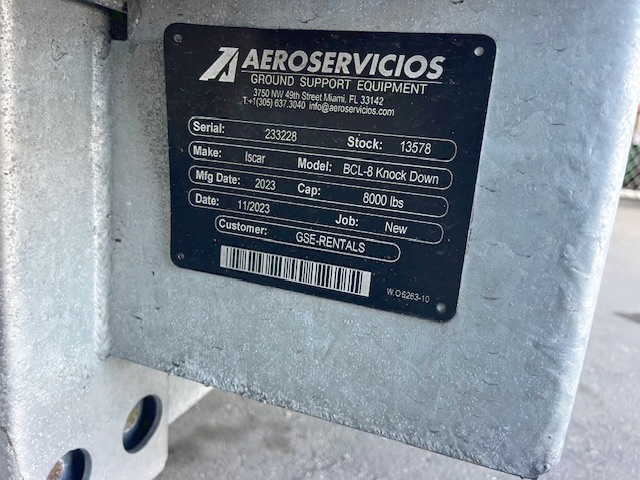 AEROSERVICIOS
GROUND SUPPORT EQUIPMENT
3750 NW 49th Street Miami, FL 33142
T.+1(305) 637.3040 info@aeroservicios.com
Serial: 233228 Stock: 13578
Make: Iscar Model: BCL-8 Knock Down
Mfg Date: 2023 Cap: 8000 lbs
Date: 11/2023 Job: New
Customer: GSE-RENTALS
W.O6263-10